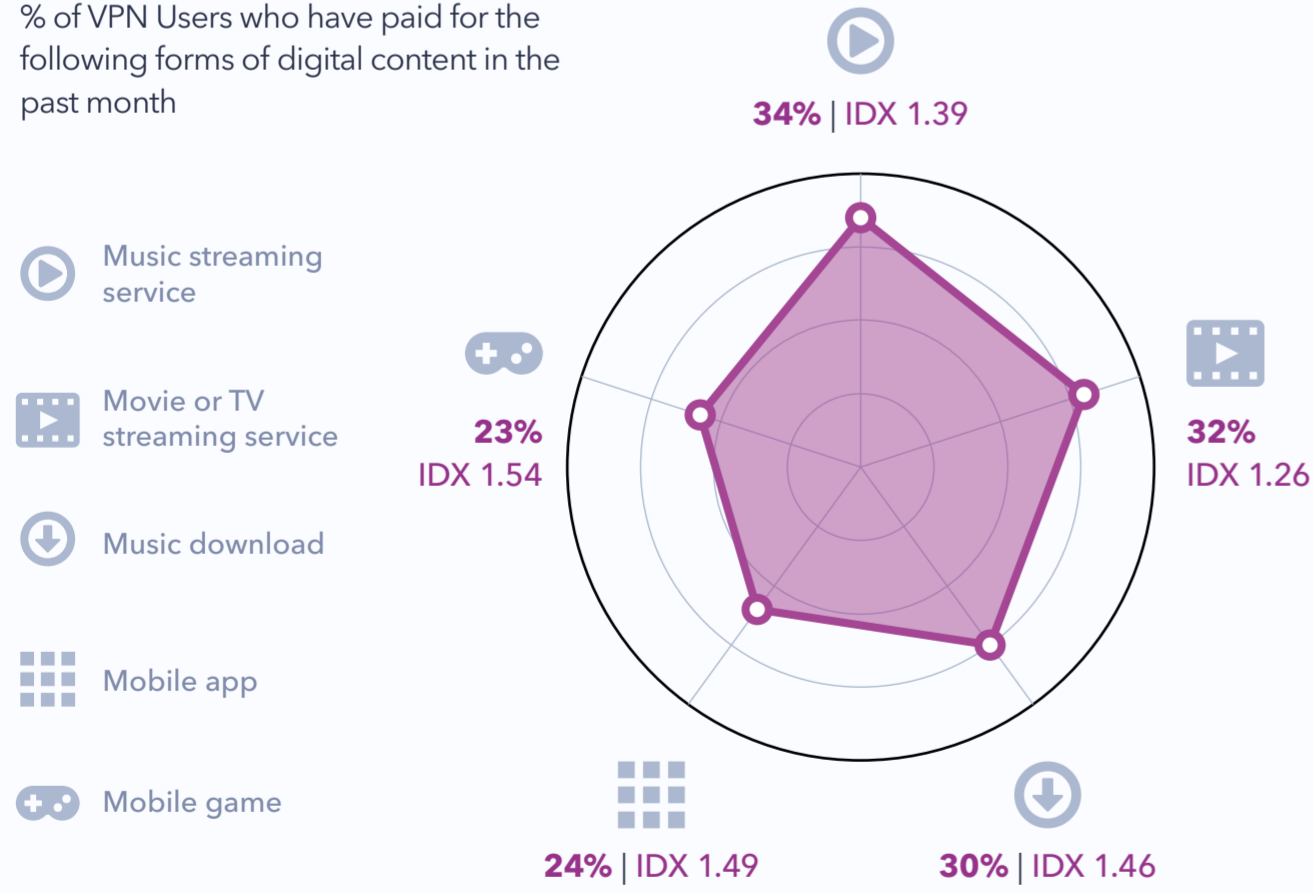 % of VPN Users who have paid for the
following forms of digital content in the
past month
34% | IDX 1.39
Music streaming
service
Movie or TV
streaming service
Music download
Mobile app
Mobile game
23%
IDX 1.54
32%
IDX 1.26
24% | IDX 1.49
30% | IDX 1.46